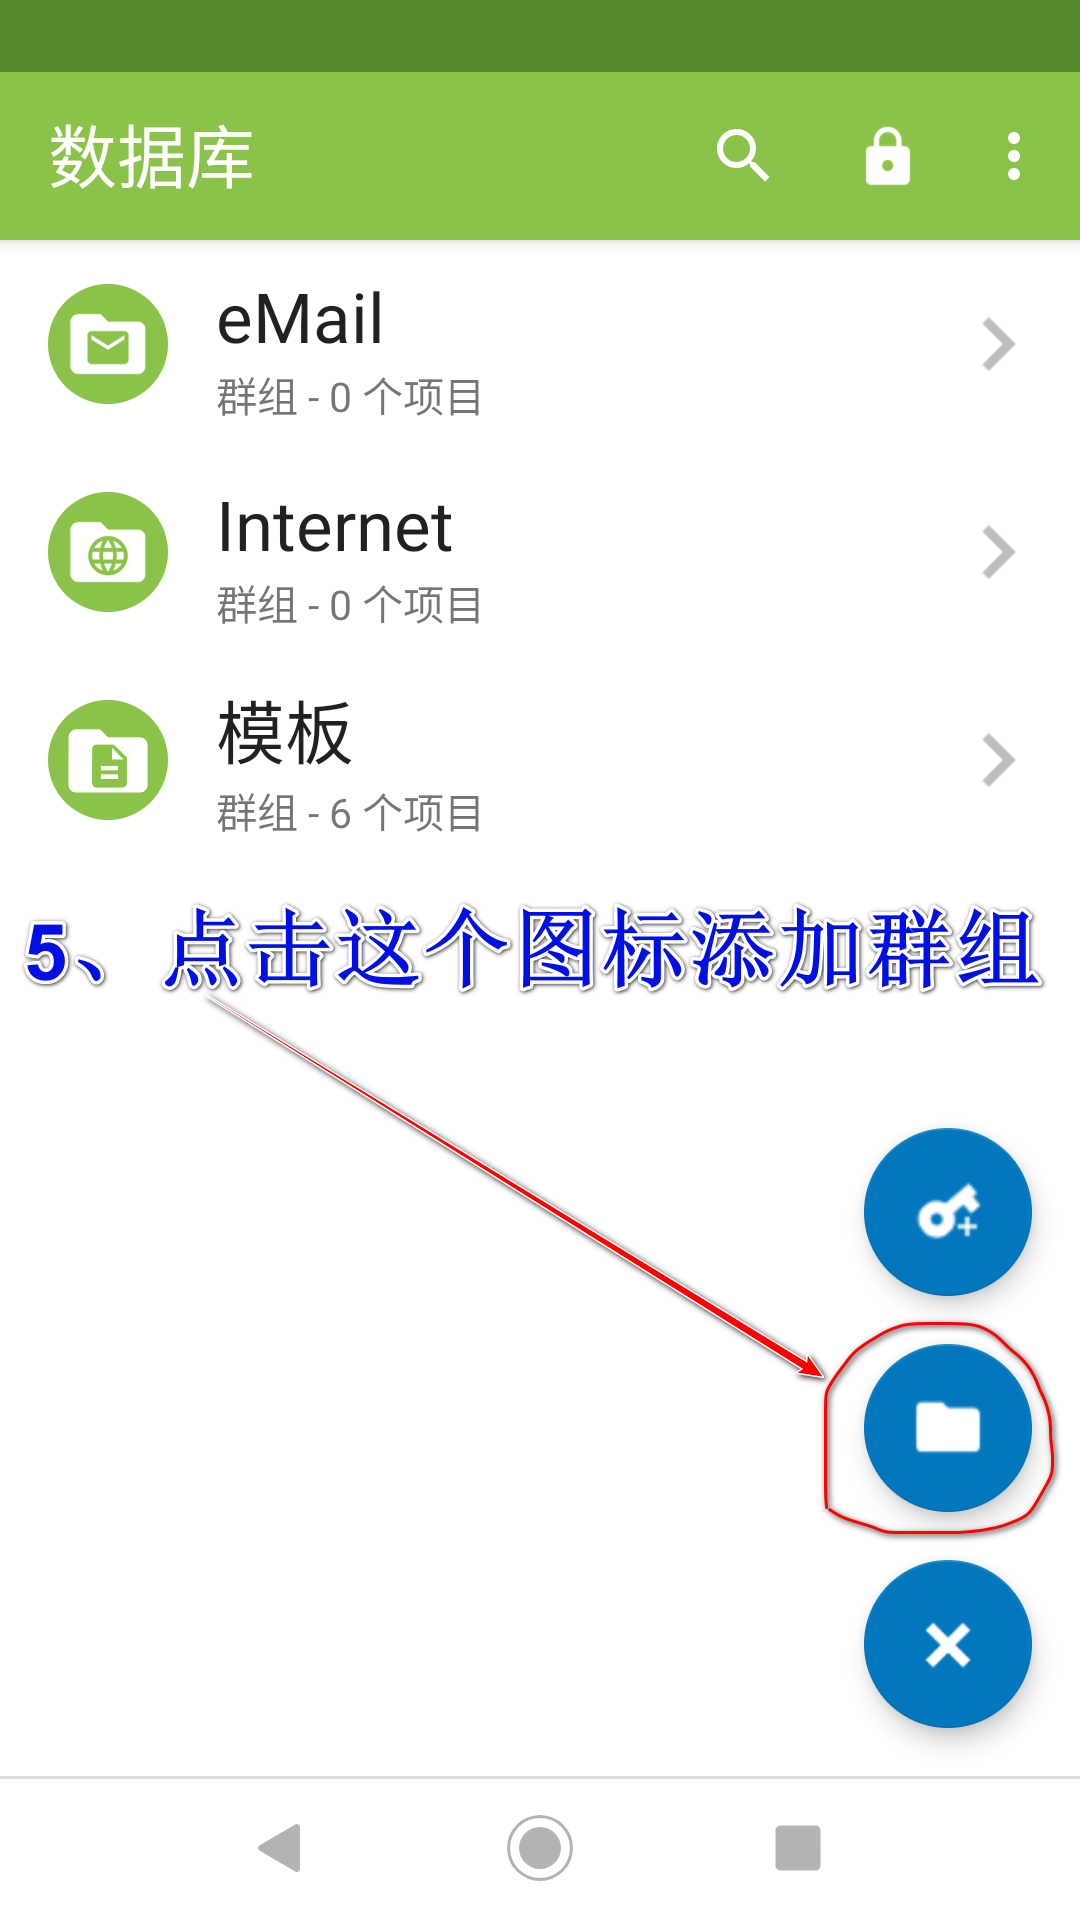 数据库
eMail
群组 - 0 个项目
Internet
群组 - 0 个项目
模板
群组 - 6 个项目
5、点击这个图标添加群组